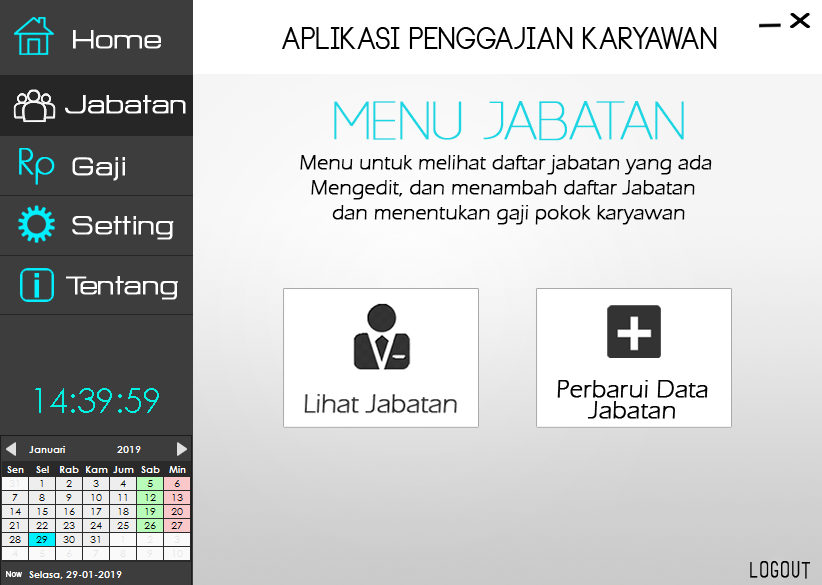 Home
Jabatan
Rp Gaji
Setting
Tentang
14:39:59
Januari 2019
Sen Sel Rab Kam Jum Sab Min
31 1 2 3 4 5 6
7 8 9 10 11 12 13
14 15 16 17 18 19 20
21 22 23 24 25 26 27
28 29 30 31 1 2 3
4 5 6 7 8 9 10
Now Selasa, 29-01-2019
APLIKASI PENGGAJIAN KARYAWAN
MENU JABATAN
Menu untuk melihat daftar jabatan yang ada
Mengedit, dan menambah daftar Jabatan
dan menentukan gaji pokok karyawan
Lihat Jabatan
Perbarui Data
Jabatan
LOGOUT